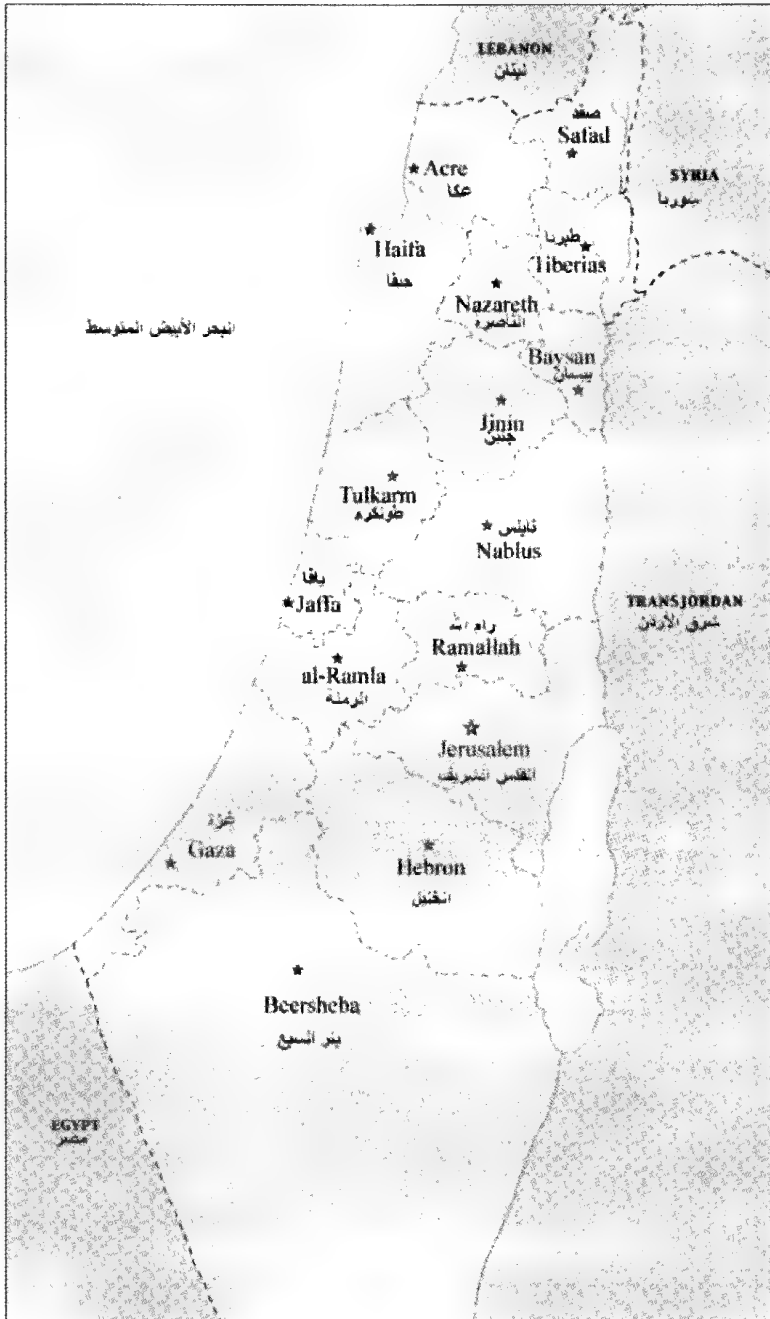 LEBANON
لبنان
صفد
Safad
Acre
عكا
SYRIA
سوريا
Haifa
حيفا
طبريا
Tiberias
Nazareth
الناصره
البحر الأبيض المتوسط
Baysan
بيسان
Jinin
جنين
Tulkarm
طولكرم
نابلس
Nablus
يافا
Jaffa
TRANSJORDAN
شرق الأردن
رام الله
Ramallah
al-Ramla
الرملة
Jerusalem
القدس الشريف
غزة
Gaza
Hebron
الخليل
Beersheba
بئر السبع
EGYPT
مصر